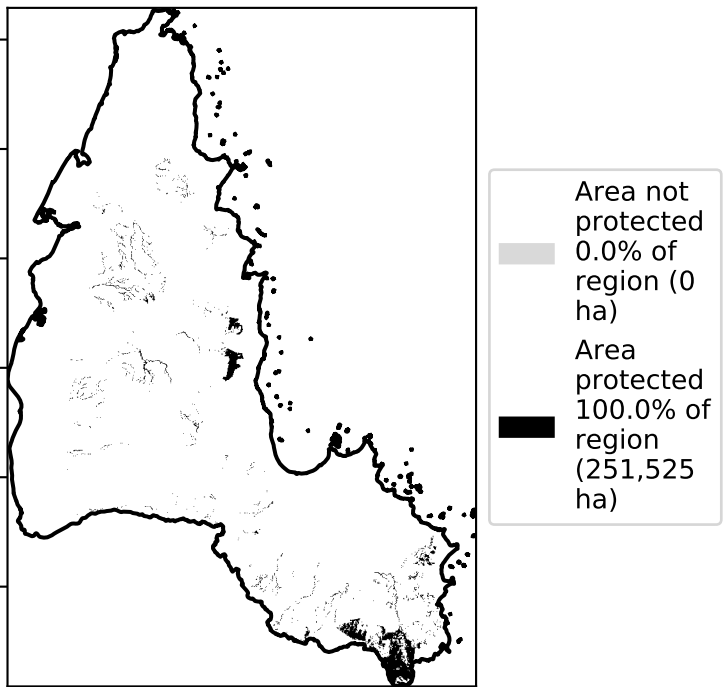 Area not
protected
0.0% of
region (0
ha)
Area
protected
100.0% of
region
(251,525
ha)